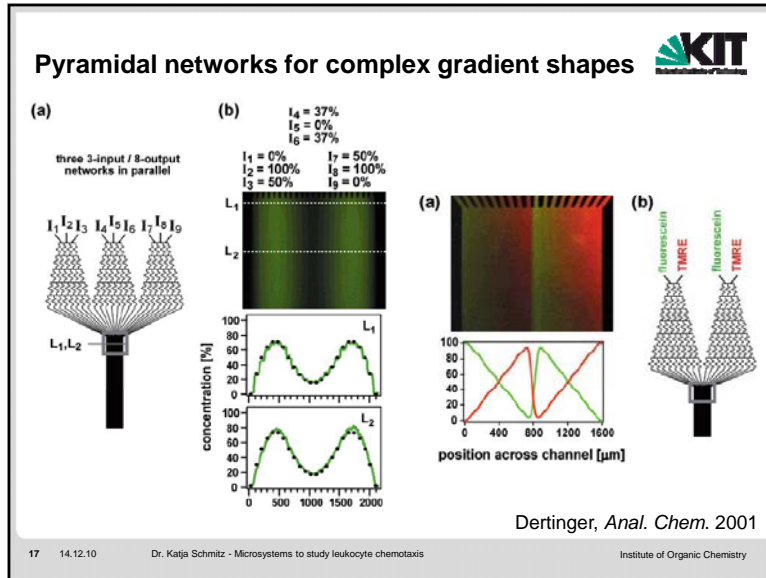 Pyramidal networks for complex gradient shapes
KIT
Karlsruhe Institute of Technology
(a)
three 3-input / 8-output
networks in parallel
I1 I2 I3 I4 I5 I6 I7 I8 I9
L1,L2
(b)
I4 = 37%
I5 = 0%
I6 = 37%
I1 = 0% I7 = 50%
I2 = 100% I8 = 100%
I3 = 50% I9 = 0%
L1
L2
concentration [%]
100
80
60
40
20
0
L1
100
80
60
40
20
0
L2
0 500 1000 1500 2000
(a)
100
80
60
40
20
0
0 400 800 1200 1600
position across channel [µm]
(b)
fluorescein
TMRE
fluorescein
TMRE
Dertinger, Anal. Chem. 2001
17 14.12.10 Dr. Katja Schmitz - Microsystems to study leukocyte chemotaxis Institute of Organic Chemistry